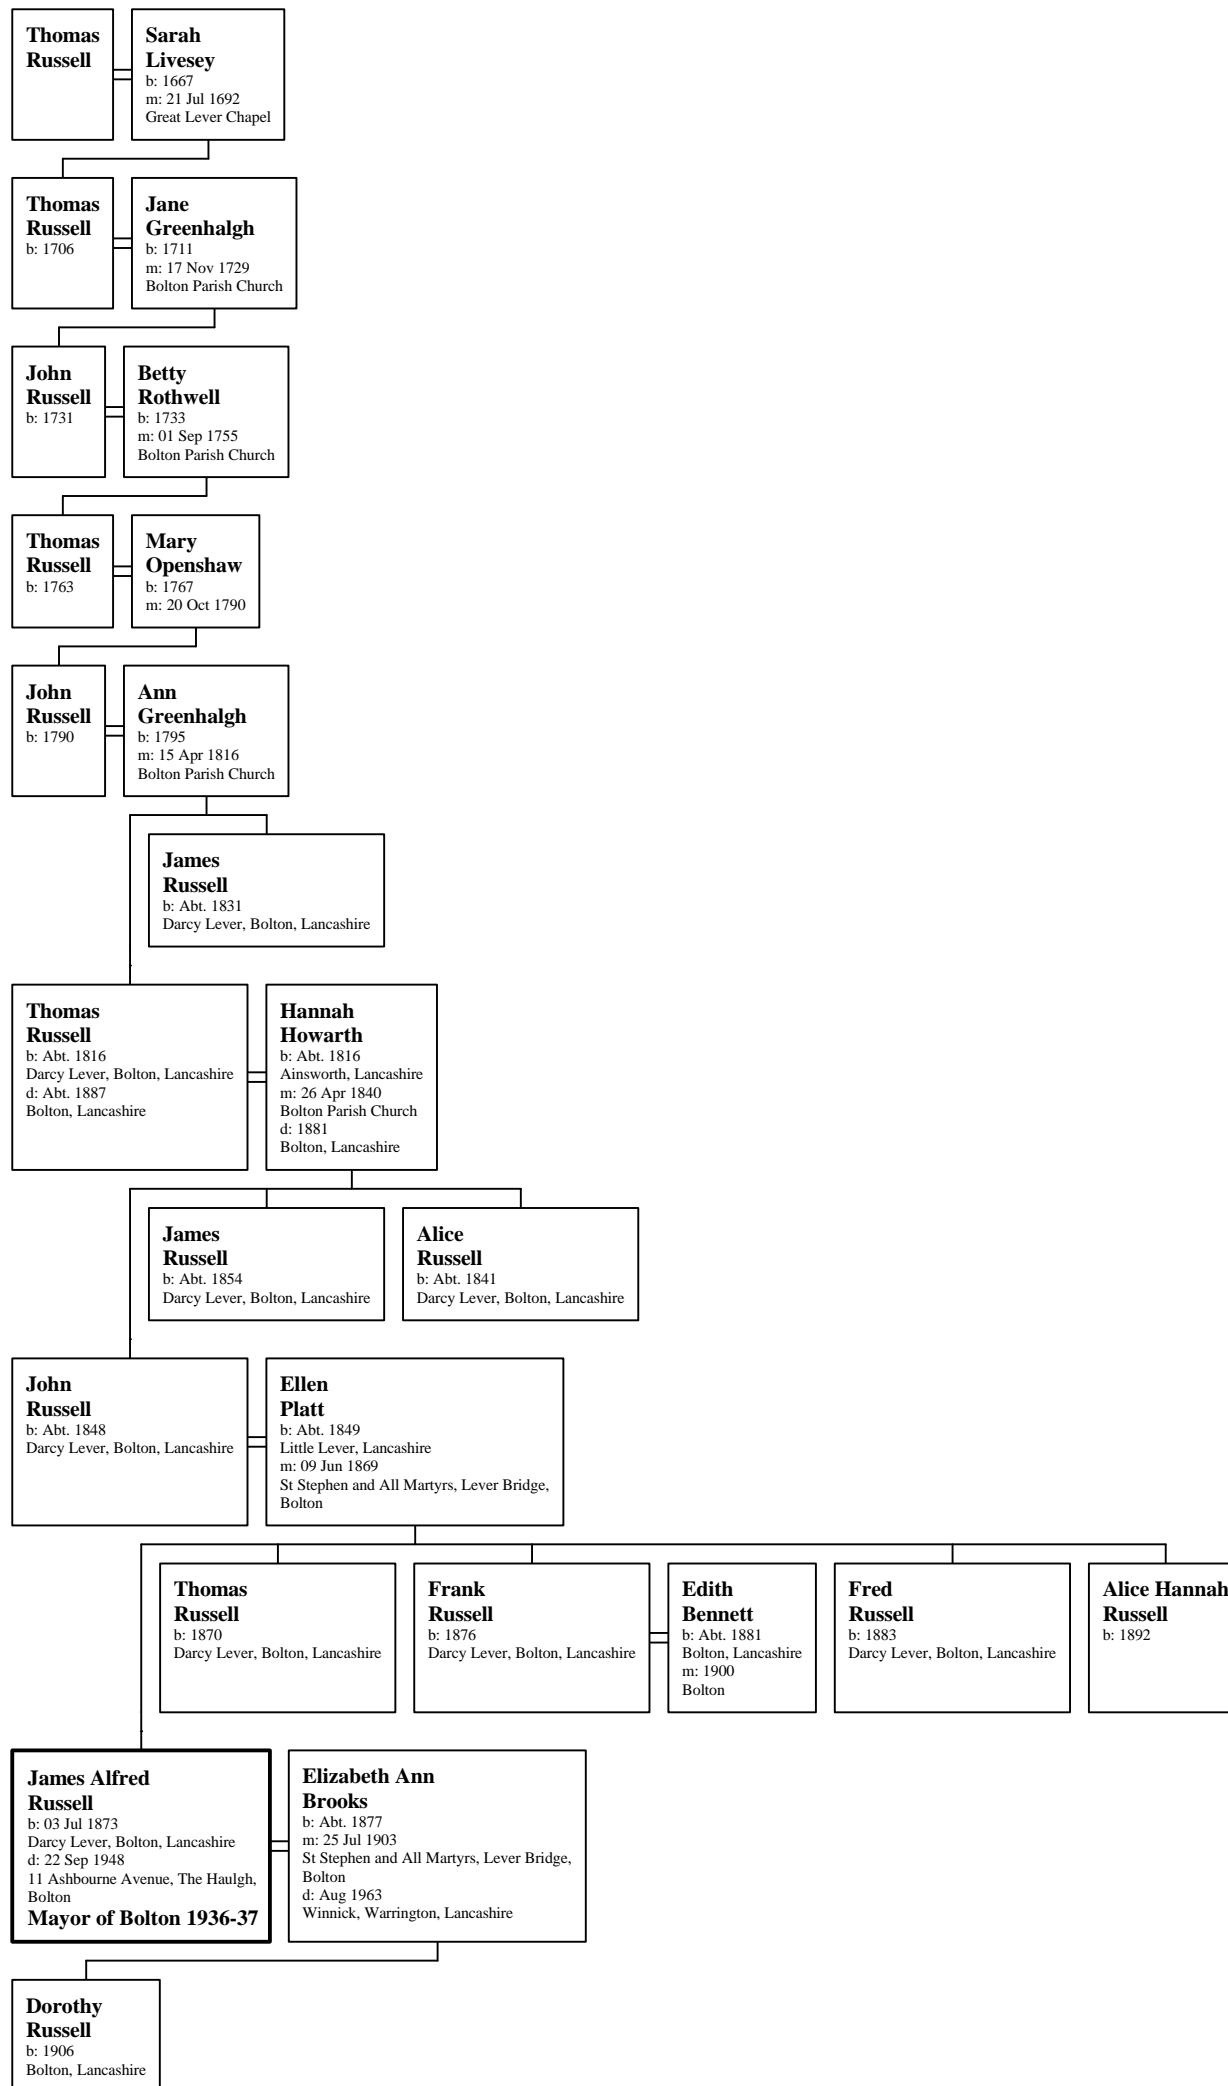 Thomas
Russell
Sarah
Livesey
b: 1667
m: 21 Jul 1692
Great Lever Chapel
Thomas
Russell
b: 1706
Jane
Greenhalgh
b: 1711
m: 17 Nov 1729
Bolton Parish Church
John
Russell
b: 1731
Betty
Rothwell
b: 1733
m: 01 Sep 1755
Bolton Parish Church
Thomas
Russell
b: 1763
Mary
Openshaw
b: 1767
m: 20 Oct 1790
John
Russell
b: 1790
Ann
Greenhalgh
b: 1795
m: 15 Apr 1816
Bolton Parish Church
James
Russell
b: Abt. 1831
Darcy Lever, Bolton, Lancashire
Thomas
Russell
b: Abt. 1816
Darcy Lever, Bolton, Lancashire
d: Abt. 1887
Bolton, Lancashire
Hannah
Howarth
b: Abt. 1816
Ainsworth, Lancashire
m: 26 Apr 1840
Bolton Parish Church
d: 1881
Bolton, Lancashire
James
Russell
b: Abt. 1854
Darcy Lever, Bolton, Lancashire
Alice
Russell
b: Abt. 1841
Darcy Lever, Bolton, Lancashire
John
Russell
b: Abt. 1848
Darcy Lever, Bolton, Lancashire
Ellen
Platt
b: Abt. 1849
Little Lever, Lancashire
m: 09 Jun 1869
St Stephen and All Martyrs, Lever Bridge,
Bolton
Thomas
Russell
b: 1870
Darcy Lever, Bolton, Lancashire
Frank
Russell
b: 1876
Darcy Lever, Bolton, Lancashire
Edith
Bennett
b: Abt. 1881
Bolton, Lancashire
m: 1900
Bolton
Fred
Russell
b: 1883
Darcy Lever, Bolton, Lancashire
Alice Hannah
Russell
b: 1892
James Alfred
Russell
b: 03 Jul 1873
Darcy Lever, Bolton, Lancashire
d: 22 Sep 1948
11 Ashbourne Avenue, The Haulgh,
Bolton
Mayor of Bolton 1936-37
Elizabeth Ann
Brooks
b: Abt. 1877
m: 25 Jul 1903
St Stephen and All Martyrs, Lever Bridge,
Bolton
d: Aug 1963
Winnick, Warrington, Lancashire
Dorothy
Russell
b: 1906
Bolton, Lancashire